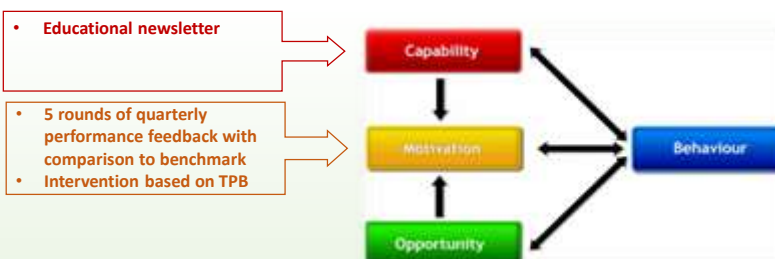 • Educational newsletter
Capability
• 5 rounds of quarterly
performance feedback with
comparison to benchmark
• Intervention based on TPB
Motivation
Behaviour
Opportunity